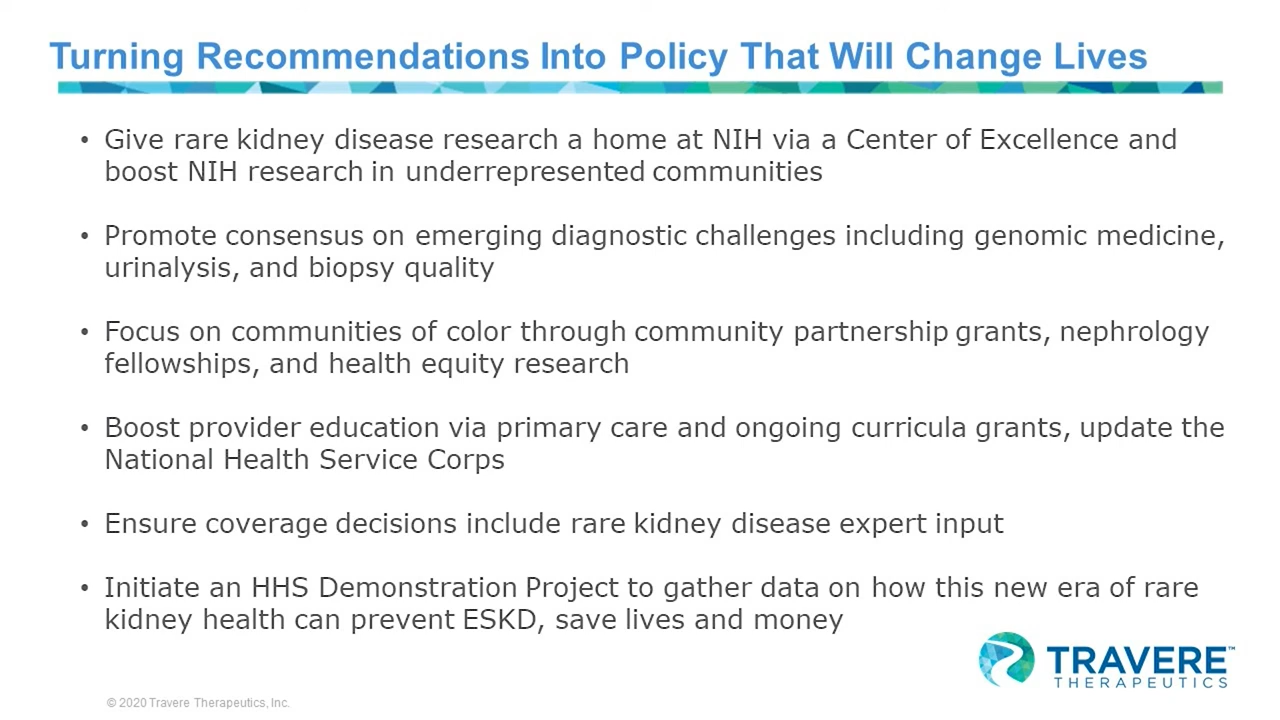 Turning Recommendations Into Policy That Will Change Lives
• Give rare kidney disease research a home at NIH via a Center of Excellence and
boost NIH research in underrepresented communities
• Promote consensus on emerging diagnostic challenges including genomic medicine,
urinalysis, and biopsy quality
• Focus on communities of color through community partnership grants, nephrology
fellowships, and health equity research
• Boost provider education via primary care and ongoing curricula grants, update the
National Health Service Corps
• Ensure coverage decisions include rare kidney disease expert input
• Initiate an HHS Demonstration Project to gather data on how this new era of rare
kidney health can prevent ESKD, save lives and money
TRAVERE™
THERAPEUTICS
© 2020 Travere Therapeutics, Inc.